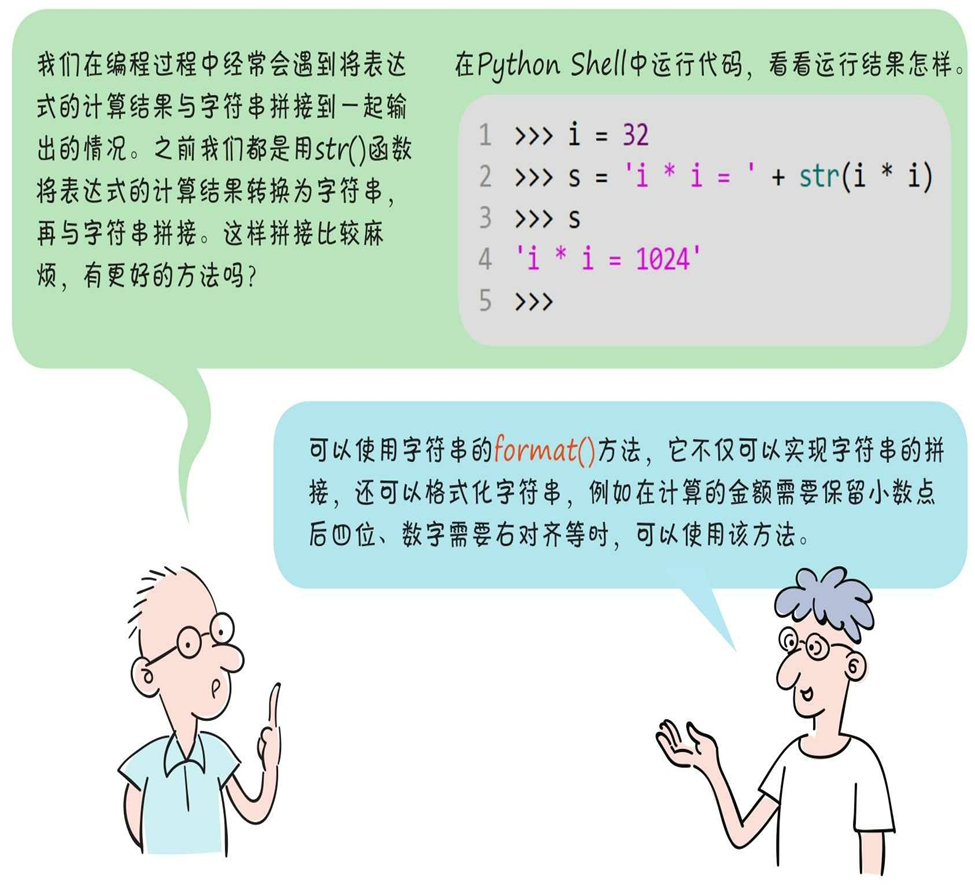 我们在编程过程中经常会遇到将表达
式的计算结果与字符串拼接到一起输
出的情况。之前我们都是用str()函数
将表达式的计算结果转换为字符串，
再与字符串拼接。这样拼接比较麻
烦，有更好的方法吗？
在Python Shell中运行代码，看看运行结果怎样。
1 >>> i = 32
2 >>> s = 'i * i = ' + str(i * i)
3 >>> s
4 'i * i = 1024'
5 >>>
可以使用字符串的format()方法，它不仅可以实现字符串的拼
接，还可以格式化字符串，例如在计算的金额需要保留小数点
后四位、数字需要右对齐等时，可以使用该方法。